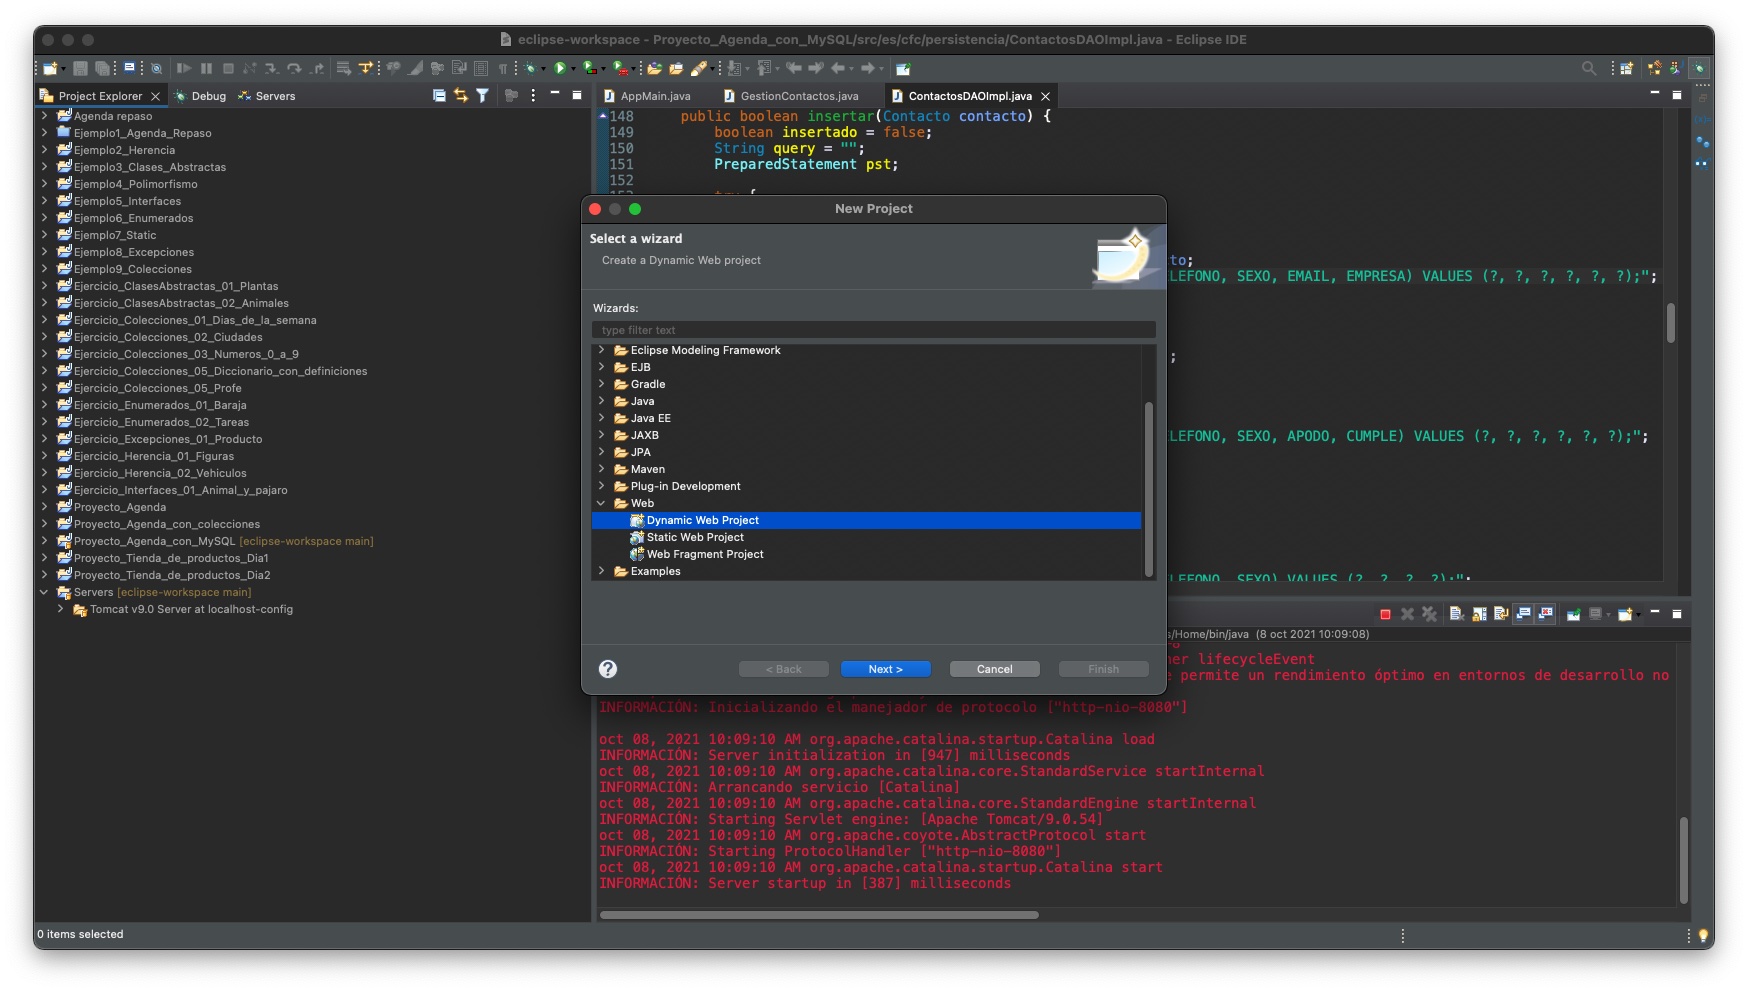 eclipse-workspace - Proyecto_Agenda_con_MySQL/src/es/cfc/persistencia/ContactosDAOImpl.java - Eclipse IDE
Project Explorer
Debug
Servers
Agenda repaso
Ejemplo1_Agenda_Repaso
Ejemplo2_Herencia
Ejemplo3_Clases_Abstractas
Ejemplo4_Polimorfismo
Ejemplo5_Interfaces
Ejemplo6_Enumerados
Ejemplo7_Static
Ejemplo8_Excepciones
Ejemplo9_Colecciones
Ejercicio_ClasesAbstractas_01_Plantas
Ejercicio_ClasesAbstractas_02_Animales
Ejercicio_Colecciones_01_Dias_de_la_semana
Ejercicio_Colecciones_02_Ciudades
Ejercicio_Colecciones_03_Numeros_0_a_9
Ejercicio_Colecciones_05_Diccionario_con_definiciones
Ejercicio_Colecciones_05_Profe
Ejercicio_Enumerados_01_Baraja
Ejercicio_Enumerados_02_Tareas
Ejercicio_Excepciones_01_Producto
Ejercicio_Herencia_01_Figuras
Ejercicio_Herencia_02_Vehiculos
Ejercicio_Interfaces_01_Animal_y_pajaro
Proyecto_Agenda
Proyecto_Agenda_con_colecciones
Proyecto_Agenda_con_MySQL [eclipse-workspace main]
Proyecto_Tienda_de_productos_Dia1
Proyecto_Tienda_de_productos_Dia2
Servers [eclipse-workspace main]
Tomcat v9.0 Server at localhost-config
AppMain.java
GestionContactos.java
ContactosDAOImpl.java
148 public boolean insertar(Contacto contacto) {
149 boolean insertado = false;
150 String query = "";
151 PreparedStatement pst;
152
New Project
Select a wizard
Create a Dynamic Web project
Wizards:
type filter text
Eclipse Modeling Framework
EJB
Gradle
Java
Java EE
JAXB
JPA
Maven
Plug-in Development
Web
Dynamic Web Project
Static Web Project
Web Fragment Project
Examples
?
< Back
Next >
Cancel
Finish
to;
LEFONO, SEXO, EMAIL, EMPRESA) VALUES (?, ?, ?, ?, ?, ?);";
;
LEFONO, SEXO, APODO, CUMPLE) VALUES (?, ?, ?, ?, ?, ?);";
LEFONO, SEXO) VALUES (?, ?, ?, ?);";
s/Home/bin/java (8 oct 2021 10:09:08)
ner lifecycleEvent
e permite un rendimiento óptimo en entornos de desarrollo no
INFORMACIÓN: Inicializando el manejador de protocolo ["http-nio-8080"]
oct 08, 2021 10:09:10 AM org.apache.catalina.startup.Catalina load
INFORMACIÓN: Server initialization in [947] milliseconds
oct 08, 2021 10:09:10 AM org.apache.catalina.core.StandardService startInternal
INFORMACIÓN: Arrancando servicio [Catalina]
oct 08, 2021 10:09:10 AM org.apache.catalina.core.StandardEngine startInternal
INFORMACIÓN: Starting Servlet engine: [Apache Tomcat/9.0.54]
oct 08, 2021 10:09:10 AM org.apache.coyote.AbstractProtocol start
INFORMACIÓN: Starting ProtocolHandler ["http-nio-8080"]
oct 08, 2021 10:09:10 AM org.apache.catalina.startup.Catalina start
INFORMACIÓN: Server startup in [387] milliseconds
0 items selected